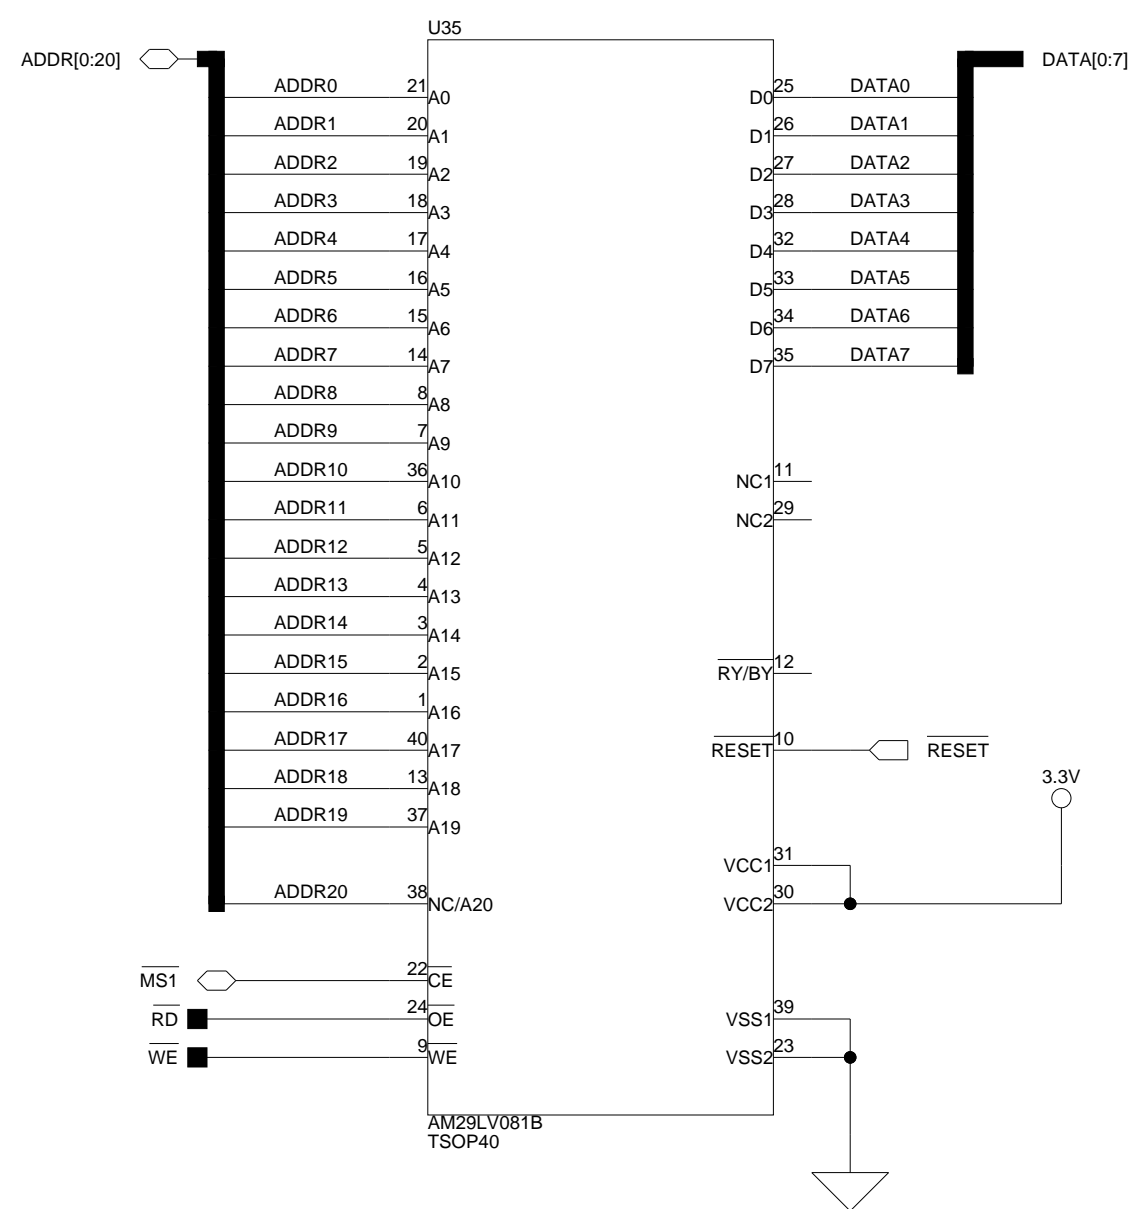 U35
ADDR[0:20] DATA[0:7]
ADDR0 21 A0 D0 25 DATA0
ADDR1 20 A1 D1 26 DATA1
ADDR2 19 A2 D2 27 DATA2
ADDR3 18 A3 D3 28 DATA3
ADDR4 17 A4 D4 32 DATA4
ADDR5 16 A5 D5 33 DATA5
ADDR6 15 A6 D6 34 DATA6
ADDR7 14 A7 D7 35 DATA7
ADDR8 8 A8
ADDR9 7 A9
ADDR10 36 A10 NC1 11
ADDR11 6 A11 NC2 29
ADDR12 5 A12
ADDR13 4 A13
ADDR14 3 A14
ADDR15 2 A15 RY/BY 12
ADDR16 1 A16
ADDR17 40 A17 RESET 10 RESET
ADDR18 13 A18 3.3V
ADDR19 37 A19
VCC1 31
ADDR20 38 NC/A20 VCC2 30
MS1 22 CE
RD 24 OE VSS1 39
WE 9 WE VSS2 23
AM29LV081B
TSOP40